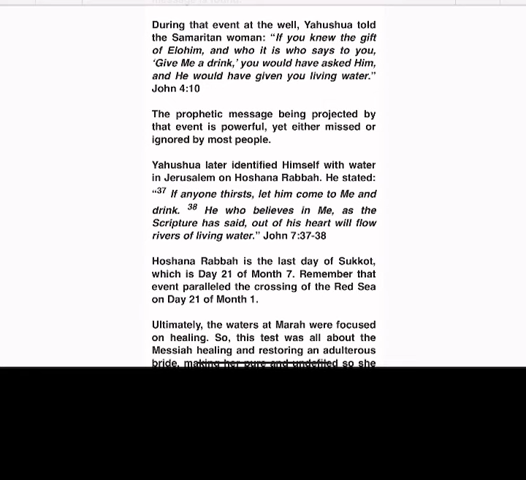 During that event at the well, Yahushua told
the Samaritan woman: “If you knew the gift
of Elohim, and who it is who says to you,
‘Give Me a drink,’ you would have asked Him,
and He would have given you living water.”
John 4:10
The prophetic message being projected by
that event is powerful, yet either missed or
ignored by most people.
Yahushua later identified Himself with water
in Jerusalem on Hoshana Rabbah. He stated:
“37 If anyone thirsts, let him come to Me and
drink. 38 He who believes in Me, as the
Scripture has said, out of his heart will flow
rivers of living water.” John 7:37-38
Hoshana Rabbah is the last day of Sukkot,
which is Day 21 of Month 7. Remember that
event paralleled the crossing of the Red Sea
on Day 21 of Month 1.
Ultimately, the waters at Marah were focused
on healing. So, this test was all about the
Messiah healing and restoring an adulterous
bride, making her pure and undefiled so she